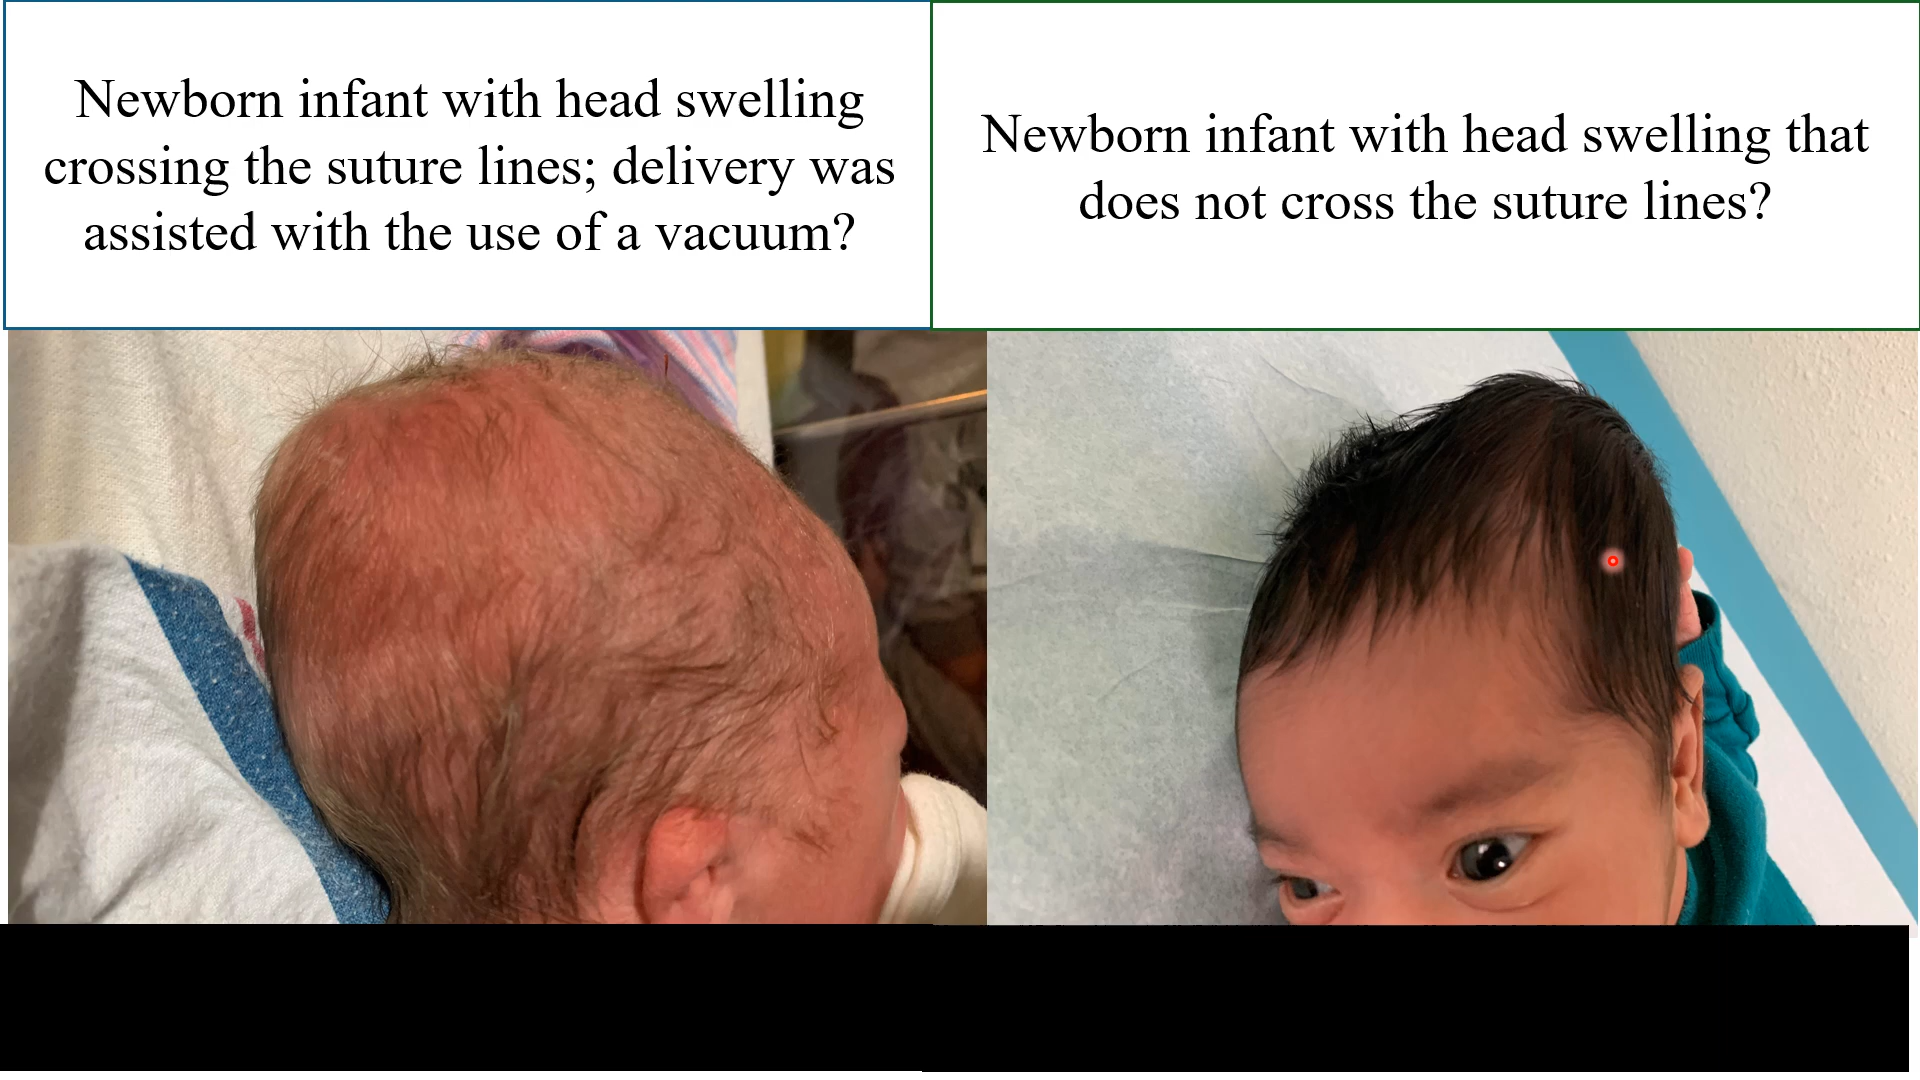 Newborn infant with head swelling
crossing the suture lines; delivery was
assisted with the use of a vacuum?
Newborn infant with head swelling that
does not cross the suture lines?